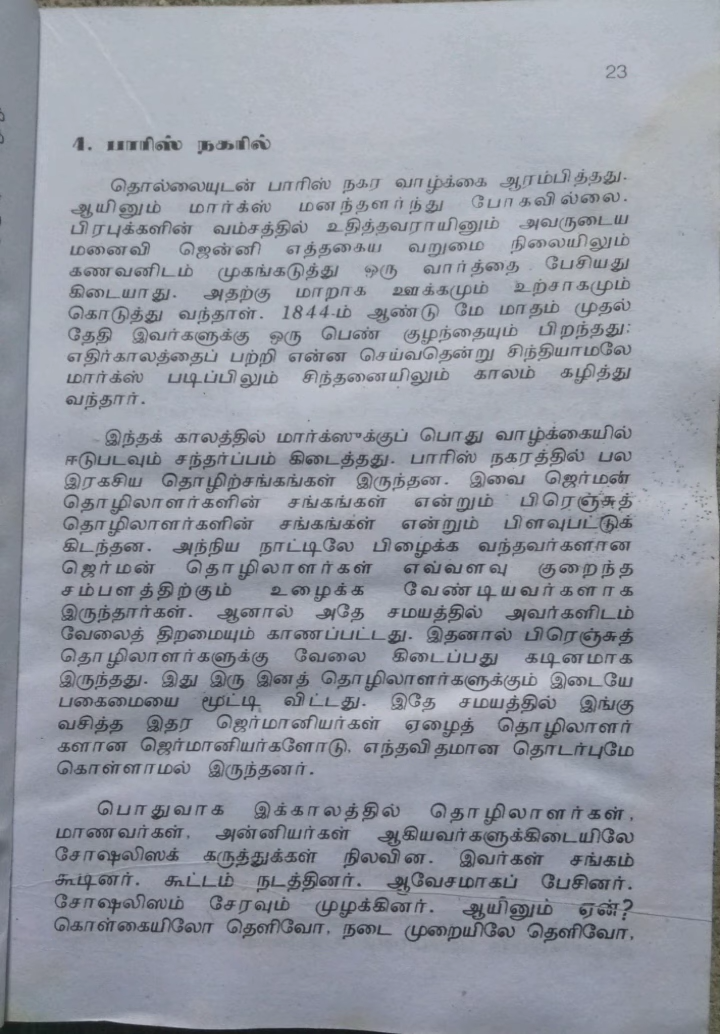 23
4. பாரிஸ் நகரில்
தொல்லையுடன் பாரிஸ் நகர வாழ்க்கை ஆரம்பித்தது.
ஆயினும் மார்க்ஸ் மனந்தளர்ந்து போகவில்லை.
பிரபுக்களின் வம்சத்தில் உதித்தவராயினும் அவருடைய
மனைவி ஜென்னி எத்தகைய வறுமை நிலையிலும்
கணவனிடம் முகங்கடுத்து ஒரு வார்த்தை பேசியது
கிடையாது. அதற்கு மாறாக ஊக்கமும் உற்சாகமும்
கொடுத்து வந்தாள். 1844-ம் ஆண்டு மே மாதம் முதல்
தேதி இவர்களுக்கு ஒரு பெண் குழந்தையும் பிறந்தது:
எதிர்காலத்தைப் பற்றி என்ன செய்வதென்று சிந்தியாமலே
மார்க்ஸ் படிப்பிலும் சிந்தனையிலும் காலம் கழித்து
வந்தார்.
இந்தக் காலத்தில் மார்க்ஸுக்குப் பொது வாழ்க்கையில்
ஈடுபடவும் சந்தர்ப்பம் கிடைத்தது. பாரிஸ் நகரத்தில் பல
இரகசிய தொழிற்சங்கங்கள் இருந்தன. இவை ஜெர்மன்
தொழிலாளர்களின் சங்கங்கள் என்றும் பிரெஞ்சுத்
தொழிலாளர்களின் சங்கங்கள் என்றும் பிளவுபட்டுக்
கிடந்தன. அந்நிய நாட்டிலே பிழைக்க வந்தவர்களான
ஜெர்மன் தொழிலாளர்கள் எவ்வளவு குறைந்த
சம்பளத்திற்கும் உழைக்க வேண்டியவர்களாக
இருந்தார்கள். ஆனால் அதே சமயத்தில் அவர்களிடம்
வேலைத் திறமையும் காணப்பட்டது. இதனால் பிரெஞ்சுத்
தொழிலாளர்களுக்கு வேலை கிடைப்பது கடினமாக
இருந்தது. இது இரு இனத் தொழிலாளர்களுக்கும் இடையே
பகைமையை மூட்டி விட்டது. இதே சமயத்தில் இங்கு
வசித்த இதர ஜெர்மானியர்கள் ஏழைத் தொழிலாளர்
களான ஜெர்மானியர்களோடு, எந்தவிதமான தொடர்புமே
கொள்ளாமல் இருந்தனர்.
பொதுவாக இக்காலத்தில் தொழிலாளர்கள்,
மாணவர்கள், அன்னியர்கள் ஆகியவர்களுக்கிடையிலே
சோஷலிஸக் கருத்துக்கள் நிலவின. இவர்கள் சங்கம்
கூடினர். கூட்டம் நடத்தினர். ஆவேசமாகப் பேசினர்.
சோஷலிஸம் சேரவும் முழக்கினர். ஆயினும் ஏன்?
கொள்கையிலோ தெளிவோ, நடை முறையிலே தெளிவோ,